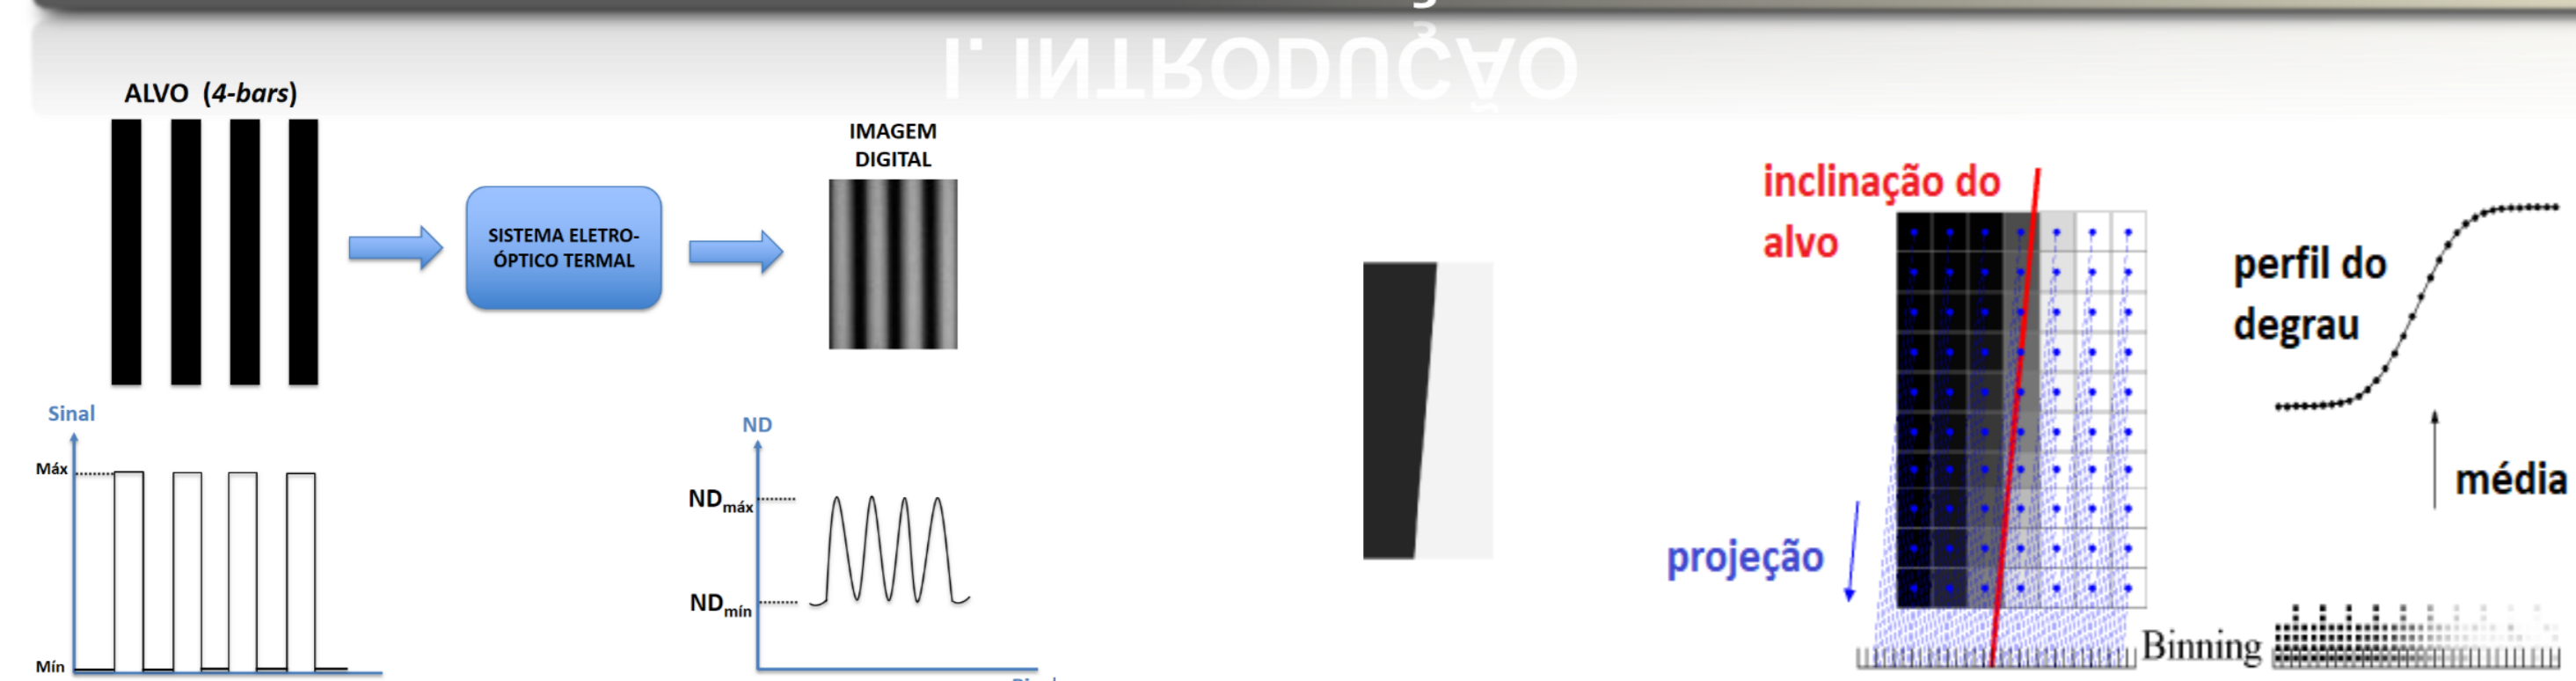 I. INTRODUÇÃO
ALVO (4-bars)
IMAGEM
DIGITAL
SISTEMA ELETRO-
ÓPTICO TERMAL
Sinal
Máx
Mín
ND
NDmáx
NDmín
inclinação do
alvo
projeção
perfil do
degrau
média
Binning